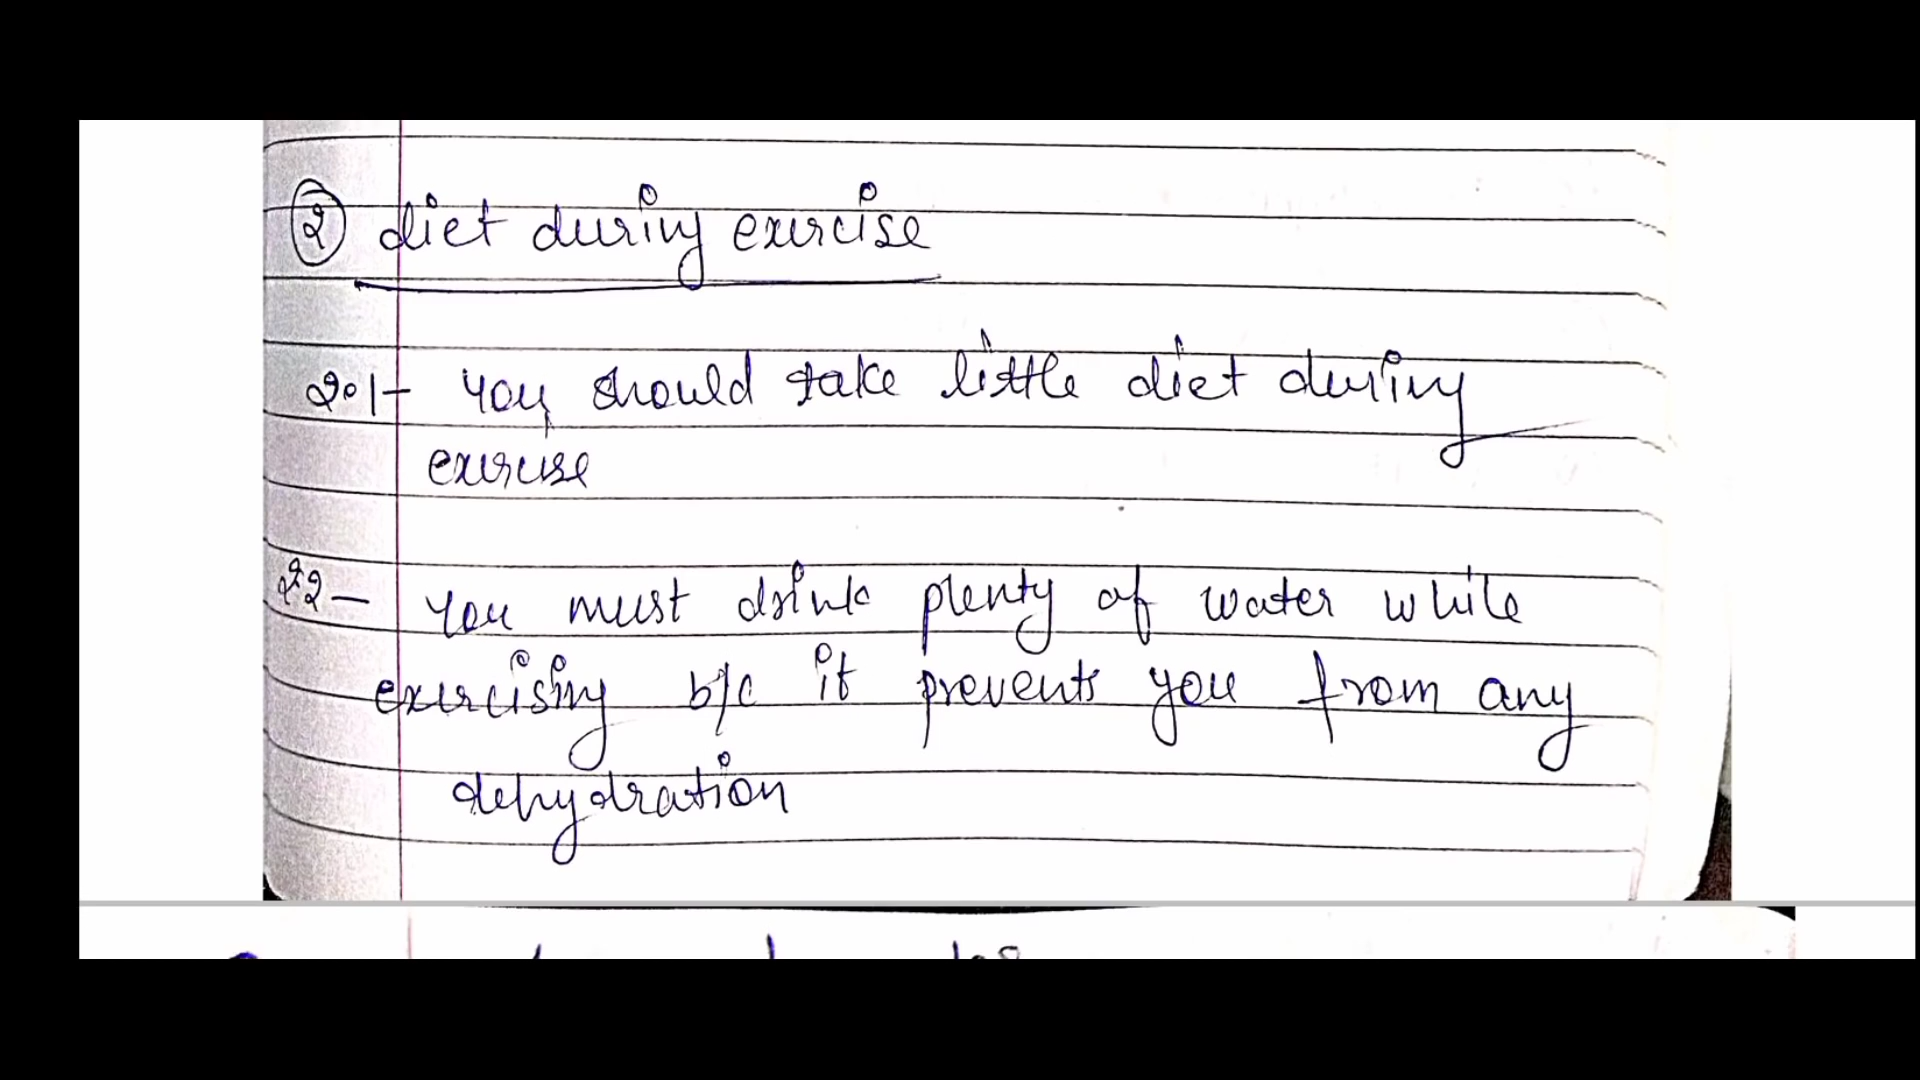 ② diet during exercise
2.1- you should take little diet during
exercise
22- you must drink plenty of water while
exercising b/c it prevents you from any
dehydration